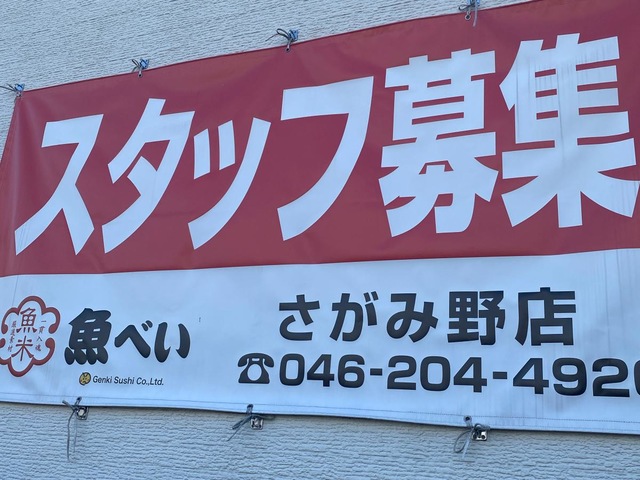 スタッフ募集
魚米
魚べい
Genki Sushi Co.,Ltd.
さがみ野店
☎046-204-4920